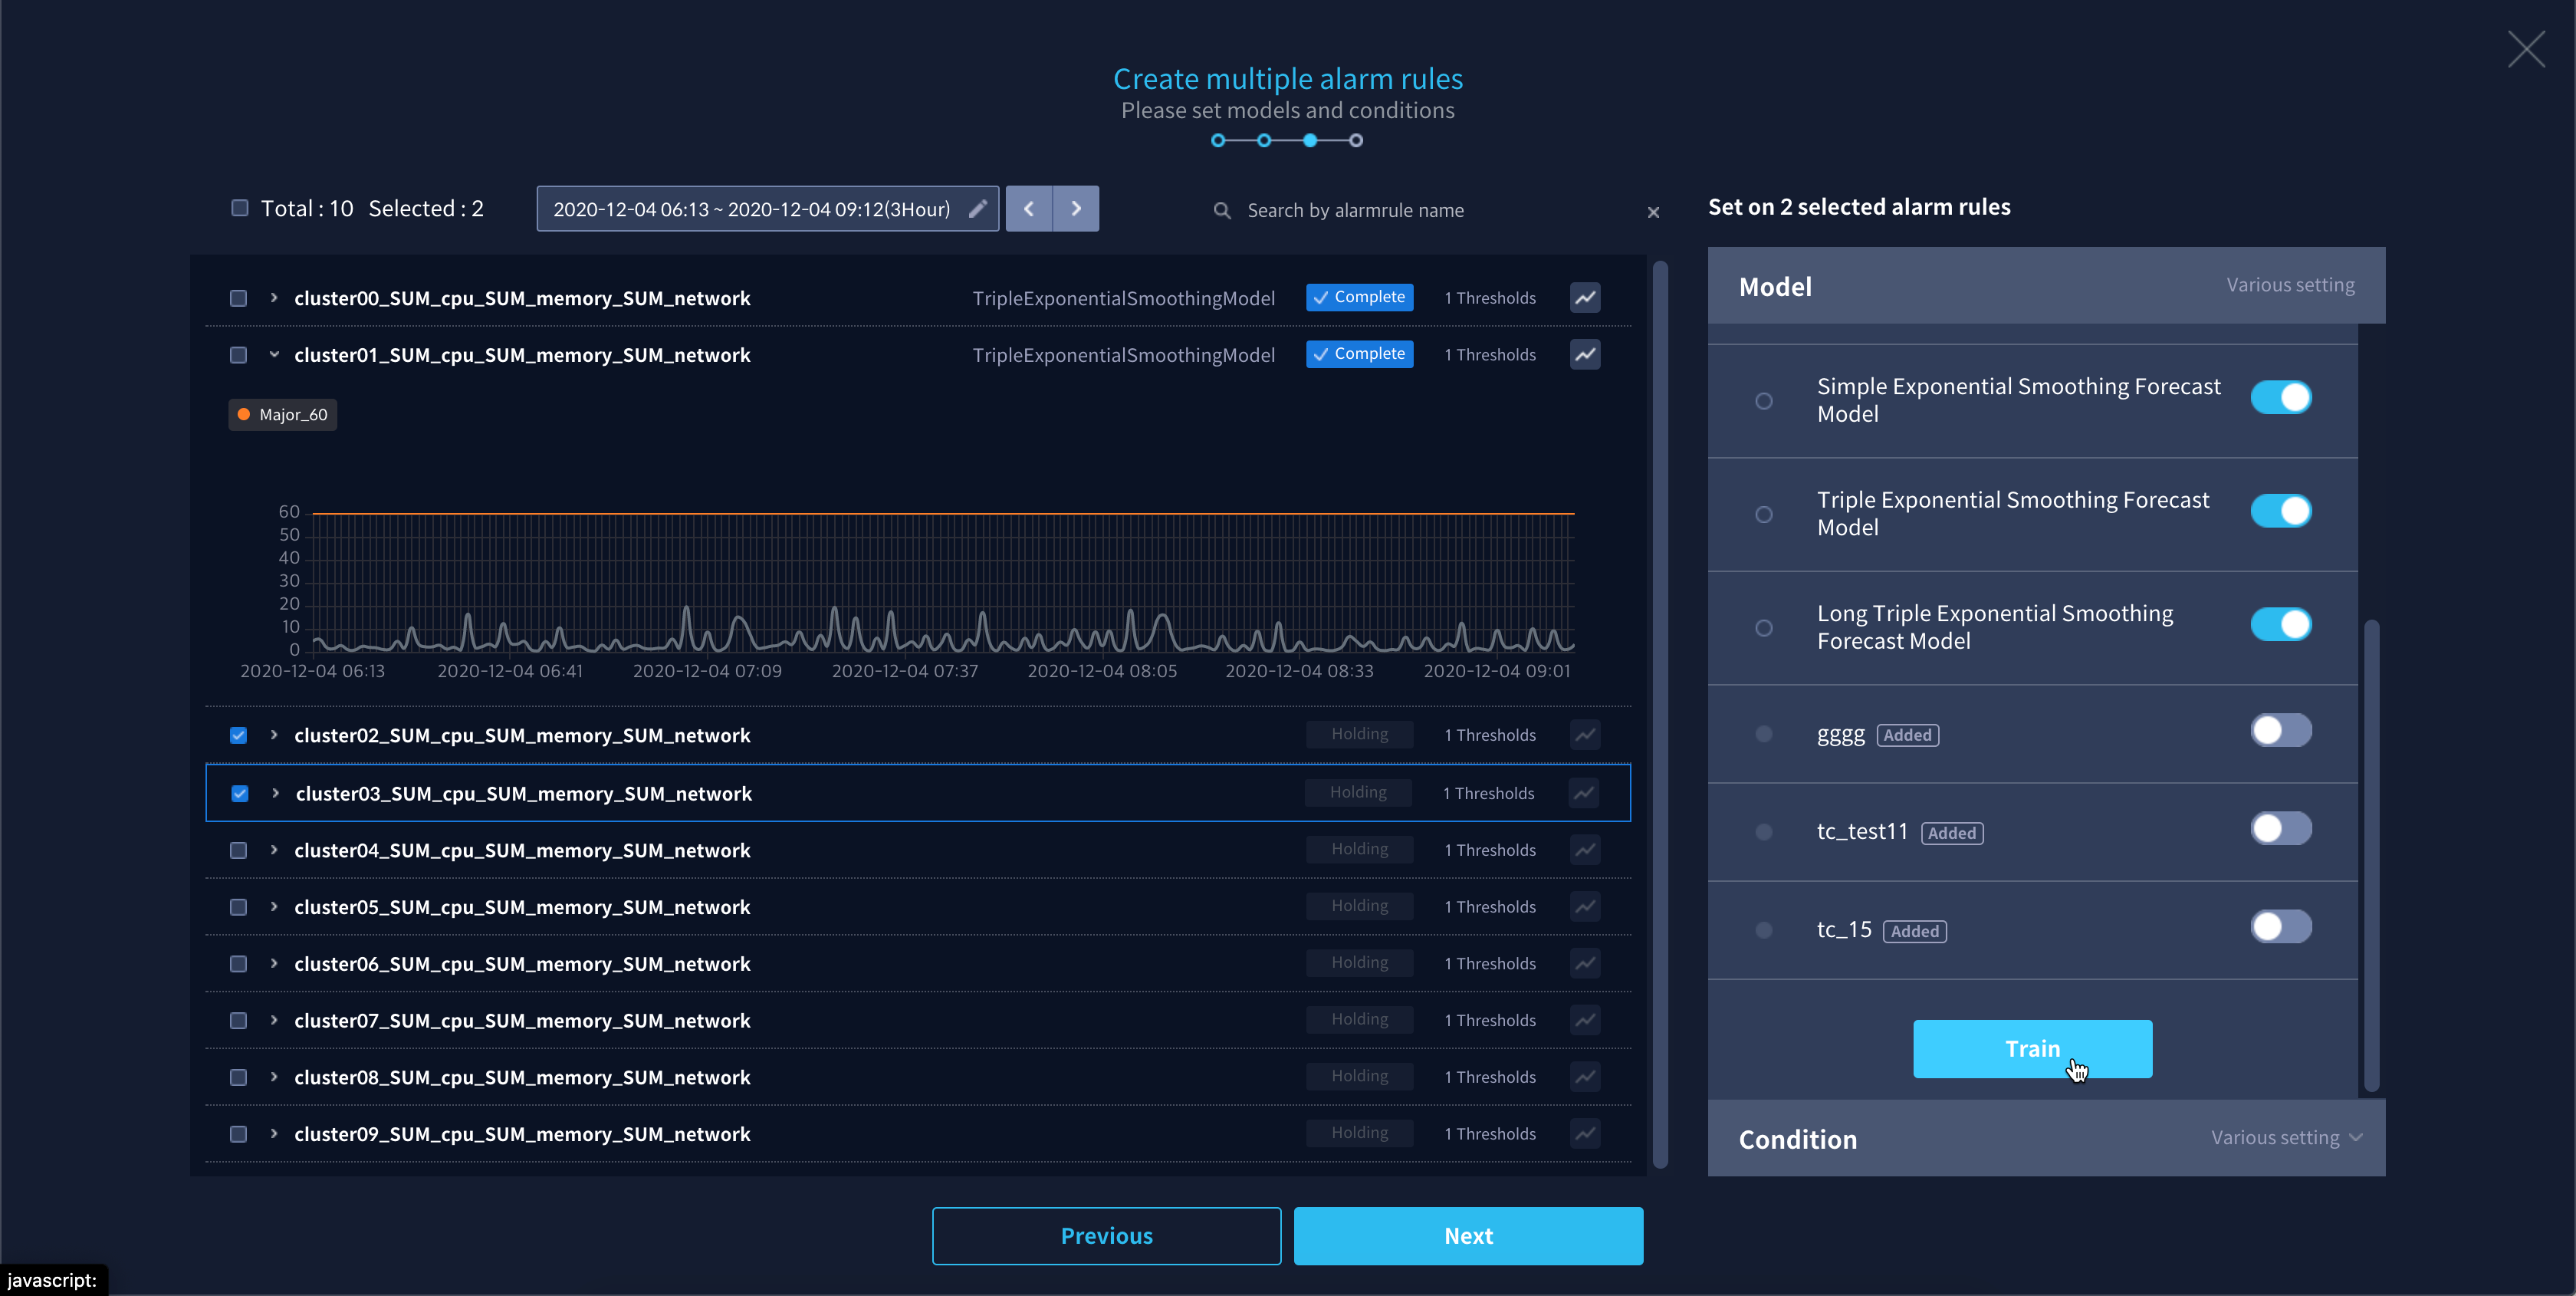 Create multiple alarm rules
Please set models and conditions
Total : 10 Selected : 2
2020-12-04 06:13 ~ 2020-12-04 09:12(3Hour)
Search by alarmrule name
Set on 2 selected alarm rules
cluster00_SUM_cpu_SUM_memory_SUM_network TripleExponentialSmoothingModel Complete 1 Thresholds
cluster01_SUM_cpu_SUM_memory_SUM_network TripleExponentialSmoothingModel Complete 1 Thresholds
Major_60
60
50
40
30
20
10
0
2020-12-04 06:13 2020-12-04 06:41 2020-12-04 07:09 2020-12-04 07:37 2020-12-04 08:05 2020-12-04 08:33 2020-12-04 09:01
cluster02_SUM_cpu_SUM_memory_SUM_network Holding 1 Thresholds
cluster03_SUM_cpu_SUM_memory_SUM_network Holding 1 Thresholds
cluster04_SUM_cpu_SUM_memory_SUM_network Holding 1 Thresholds
cluster05_SUM_cpu_SUM_memory_SUM_network Holding 1 Thresholds
cluster06_SUM_cpu_SUM_memory_SUM_network Holding 1 Thresholds
cluster07_SUM_cpu_SUM_memory_SUM_network Holding 1 Thresholds
cluster08_SUM_cpu_SUM_memory_SUM_network Holding 1 Thresholds
cluster09_SUM_cpu_SUM_memory_SUM_network Holding 1 Thresholds
Model Various setting
Simple Exponential Smoothing Forecast
Model
Triple Exponential Smoothing Forecast
Model
Long Triple Exponential Smoothing
Forecast Model
gggg Added
tc_test11 Added
tc_15 Added
Train
Condition Various setting
Previous
Next
javascript: